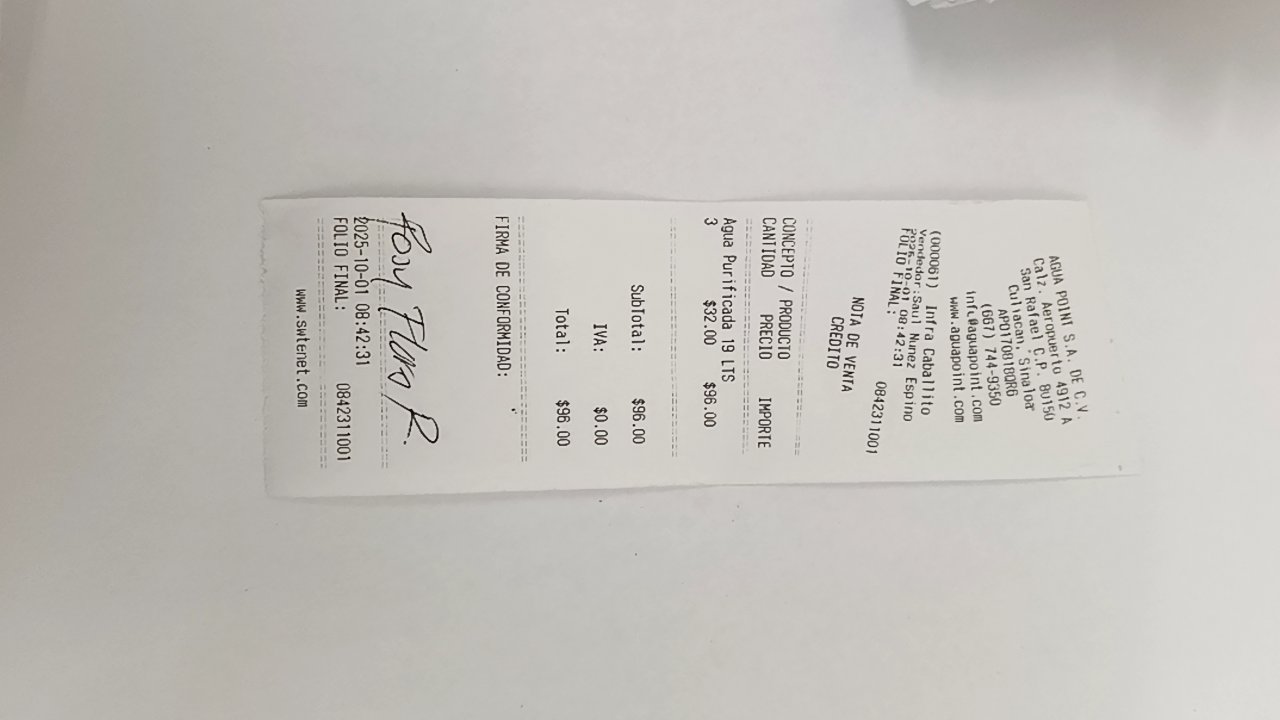 AGUA POINT S.A. DE C.V.
Calz. Aeropuerto 4912 A
San Rafael C.P. 80150
Culiacan, Sinaloa
APO170818QR6
(667) 744-9350
info@aguapoint.com
www.aguapoint.com
(000061) Infra Caballito
Vendedor:Saul Nunez Espino
2025-10-01 08:42:31
FOLIO FINAL: 0842311001
NOTA DE VENTA
CREDITO
CONCEPTO / PRODUCTO
CANTIDAD PRECIO IMPORTE
Agua Purificada 19 LTS
3 $32.00 $96.00
SubTotal: $96.00
IVA: $0.00
Total: $96.00
FIRMA DE CONFORMIDAD:
R.
2025-10-01 08:42:31
FOLIO FINAL: 0842311001
www.swtenet.com